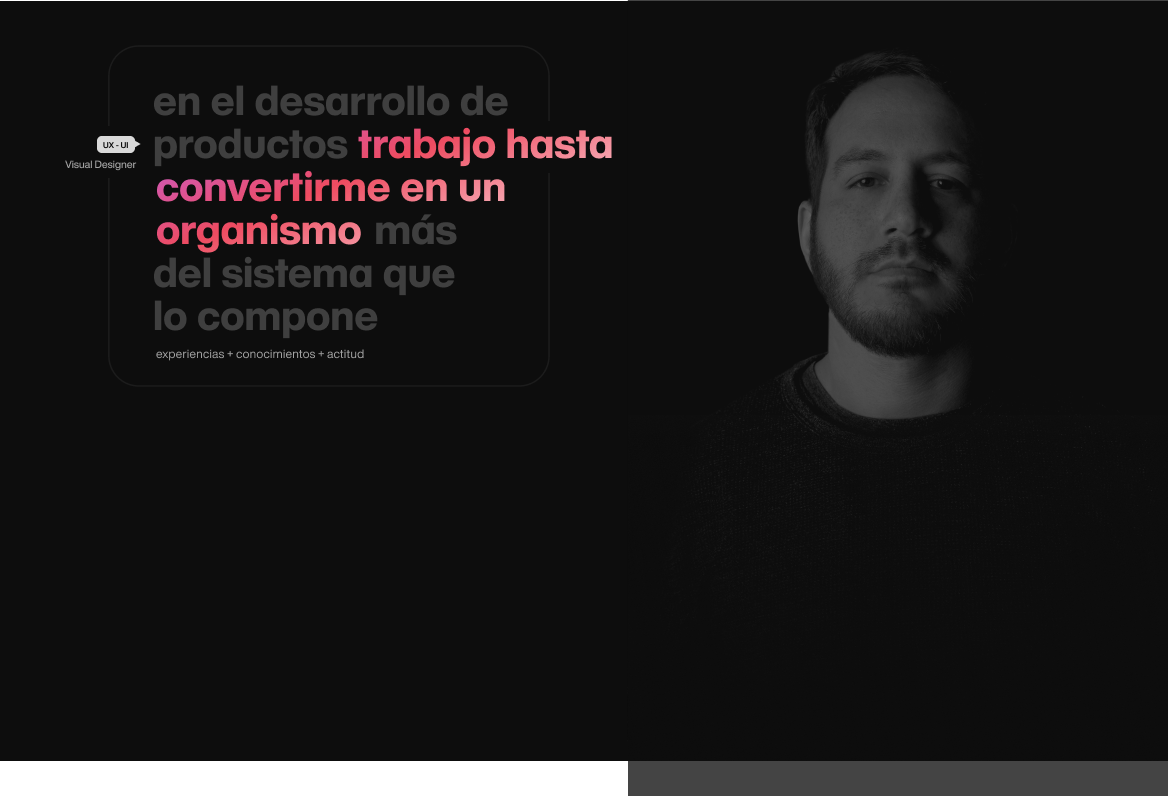 en el desarrollo de
UX - UI
productos trabajo hasta
Visual Designer
convertirme en un
organismo más
del sistema que
lo compone
experiencias + conocimientos + actitud